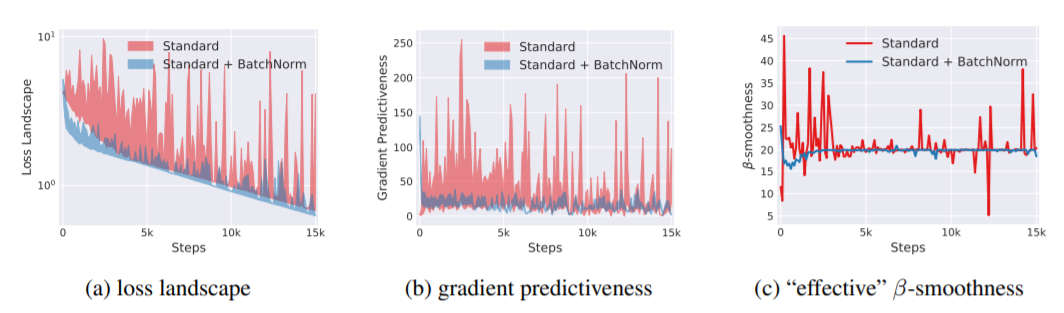 Standard
Standard + BatchNorm
10¹
10⁰
Loss Landscape
0
5k
10k
15k
Steps
(a) loss landscape
Standard
Standard + BatchNorm
250
200
150
100
50
0
Gradient Predictiveness
0
5k
10k
15k
Steps
(b) gradient predictiveness
Standard
Standard + BatchNorm
45
40
35
30
25
20
15
10
5
β-smoothness
0
5k
10k
15k
Steps
(c) “effective” β-smoothness